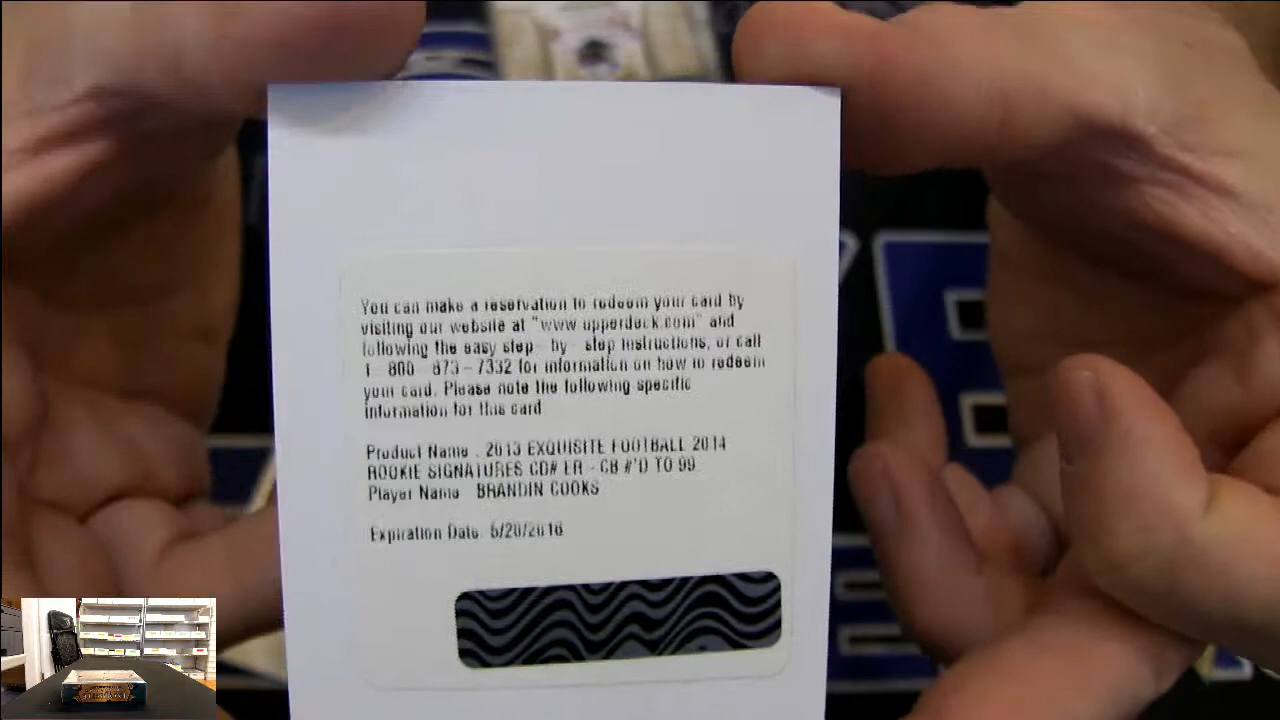 You can make a reservation to redeem your card by
visiting our website at "www.upperdeck.com" and
following the easy step - by - step instructions, or call
1 - 800 - 873 - 7332 for information on how to redeem
your card. Please note the following specific
information for this card
Product Name : 2013 EXQUISITE FOOTBALL 2014
ROOKIE SIGNATURES CD# ER - CB #'D TO 99
Player Name BRANDIN COOKS
Expiration Date: 5/20/2016